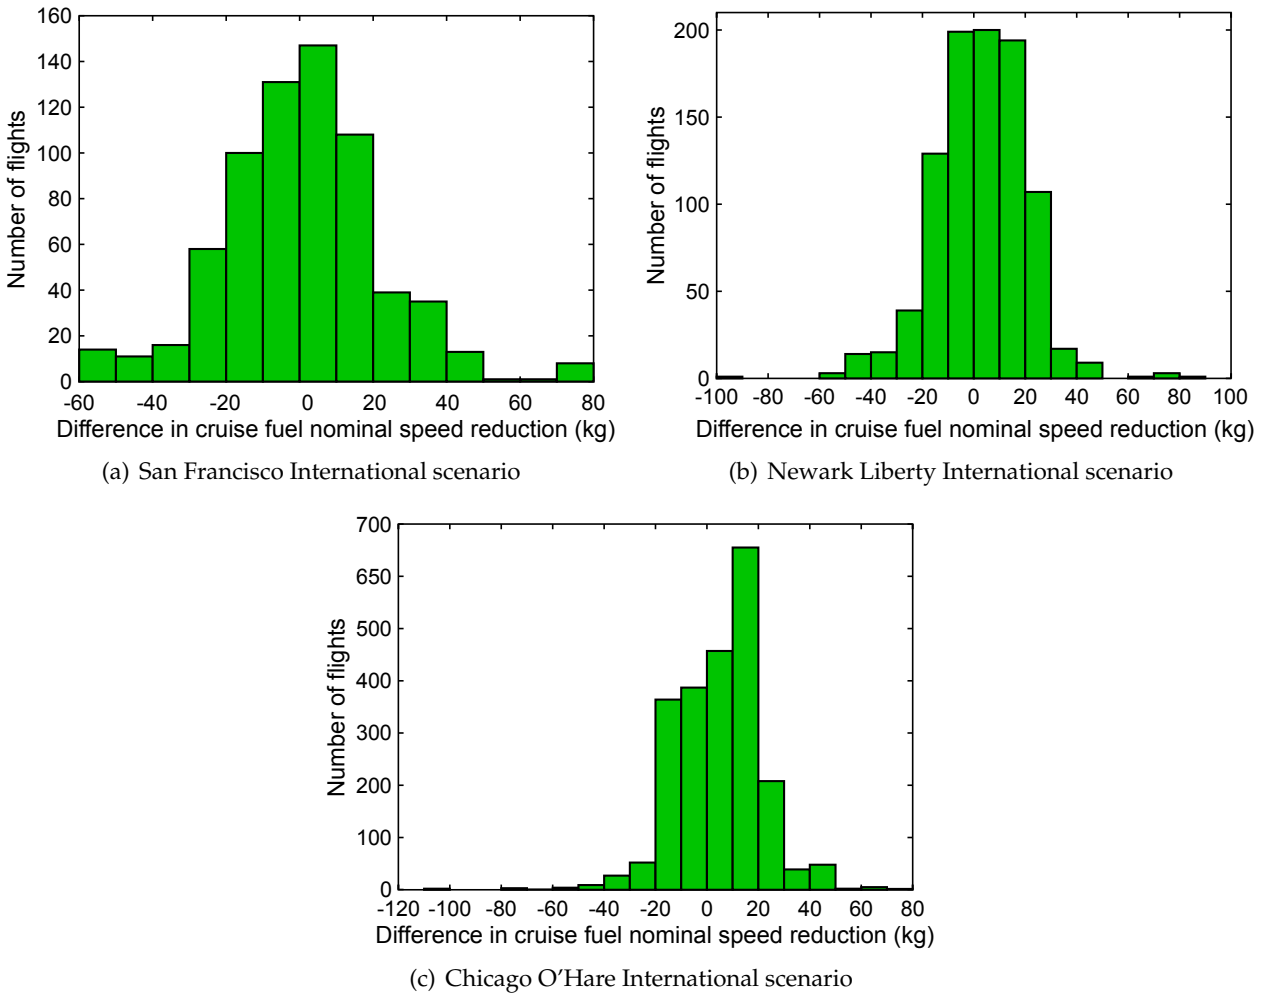 160
140
120
100
80
60
40
20
0
Number of flights
-60 -40 -20 0 20 40 60 80
Difference in cruise fuel nominal speed reduction (kg)
(a) San Francisco International scenario
200
150
100
50
0
Number of flights
-100 -80 -60 -40 -20 0 20 40 60 80 100
Difference in cruise fuel nominal speed reduction (kg)
(b) Newark Liberty International scenario
700
650
500
400
300
200
100
0
Number of flights
-120 -100 -80 -60 -40 -20 0 20 40 60 80
Difference in cruise fuel nominal speed reduction (kg)
(c) Chicago O'Hare International scenario